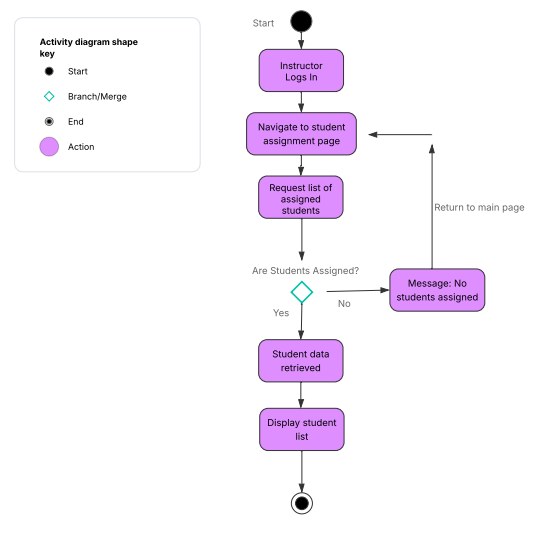 Activity diagram shape
key
Start
Branch/Merge
End
Action
Start
Instructor
Logs In
Navigate to student
assignment page
Request list of
assigned
students
Return to main page
Are Students Assigned?
Message: No
students assigned
No
Yes
Student data
retrieved
Display student
list